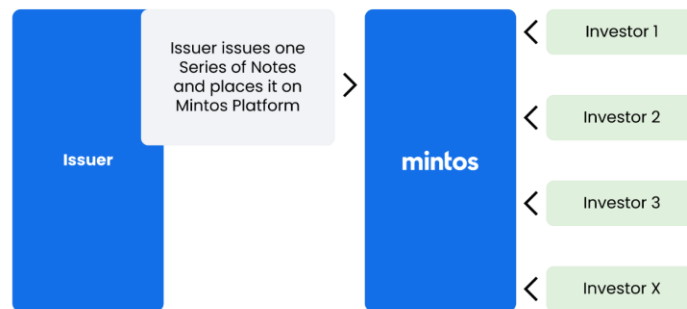 Issuer
Issuer issues one
Series of Notes
and places it on
Mintos Platform
mintos
Investor 1
Investor 2
Investor 3
Investor X